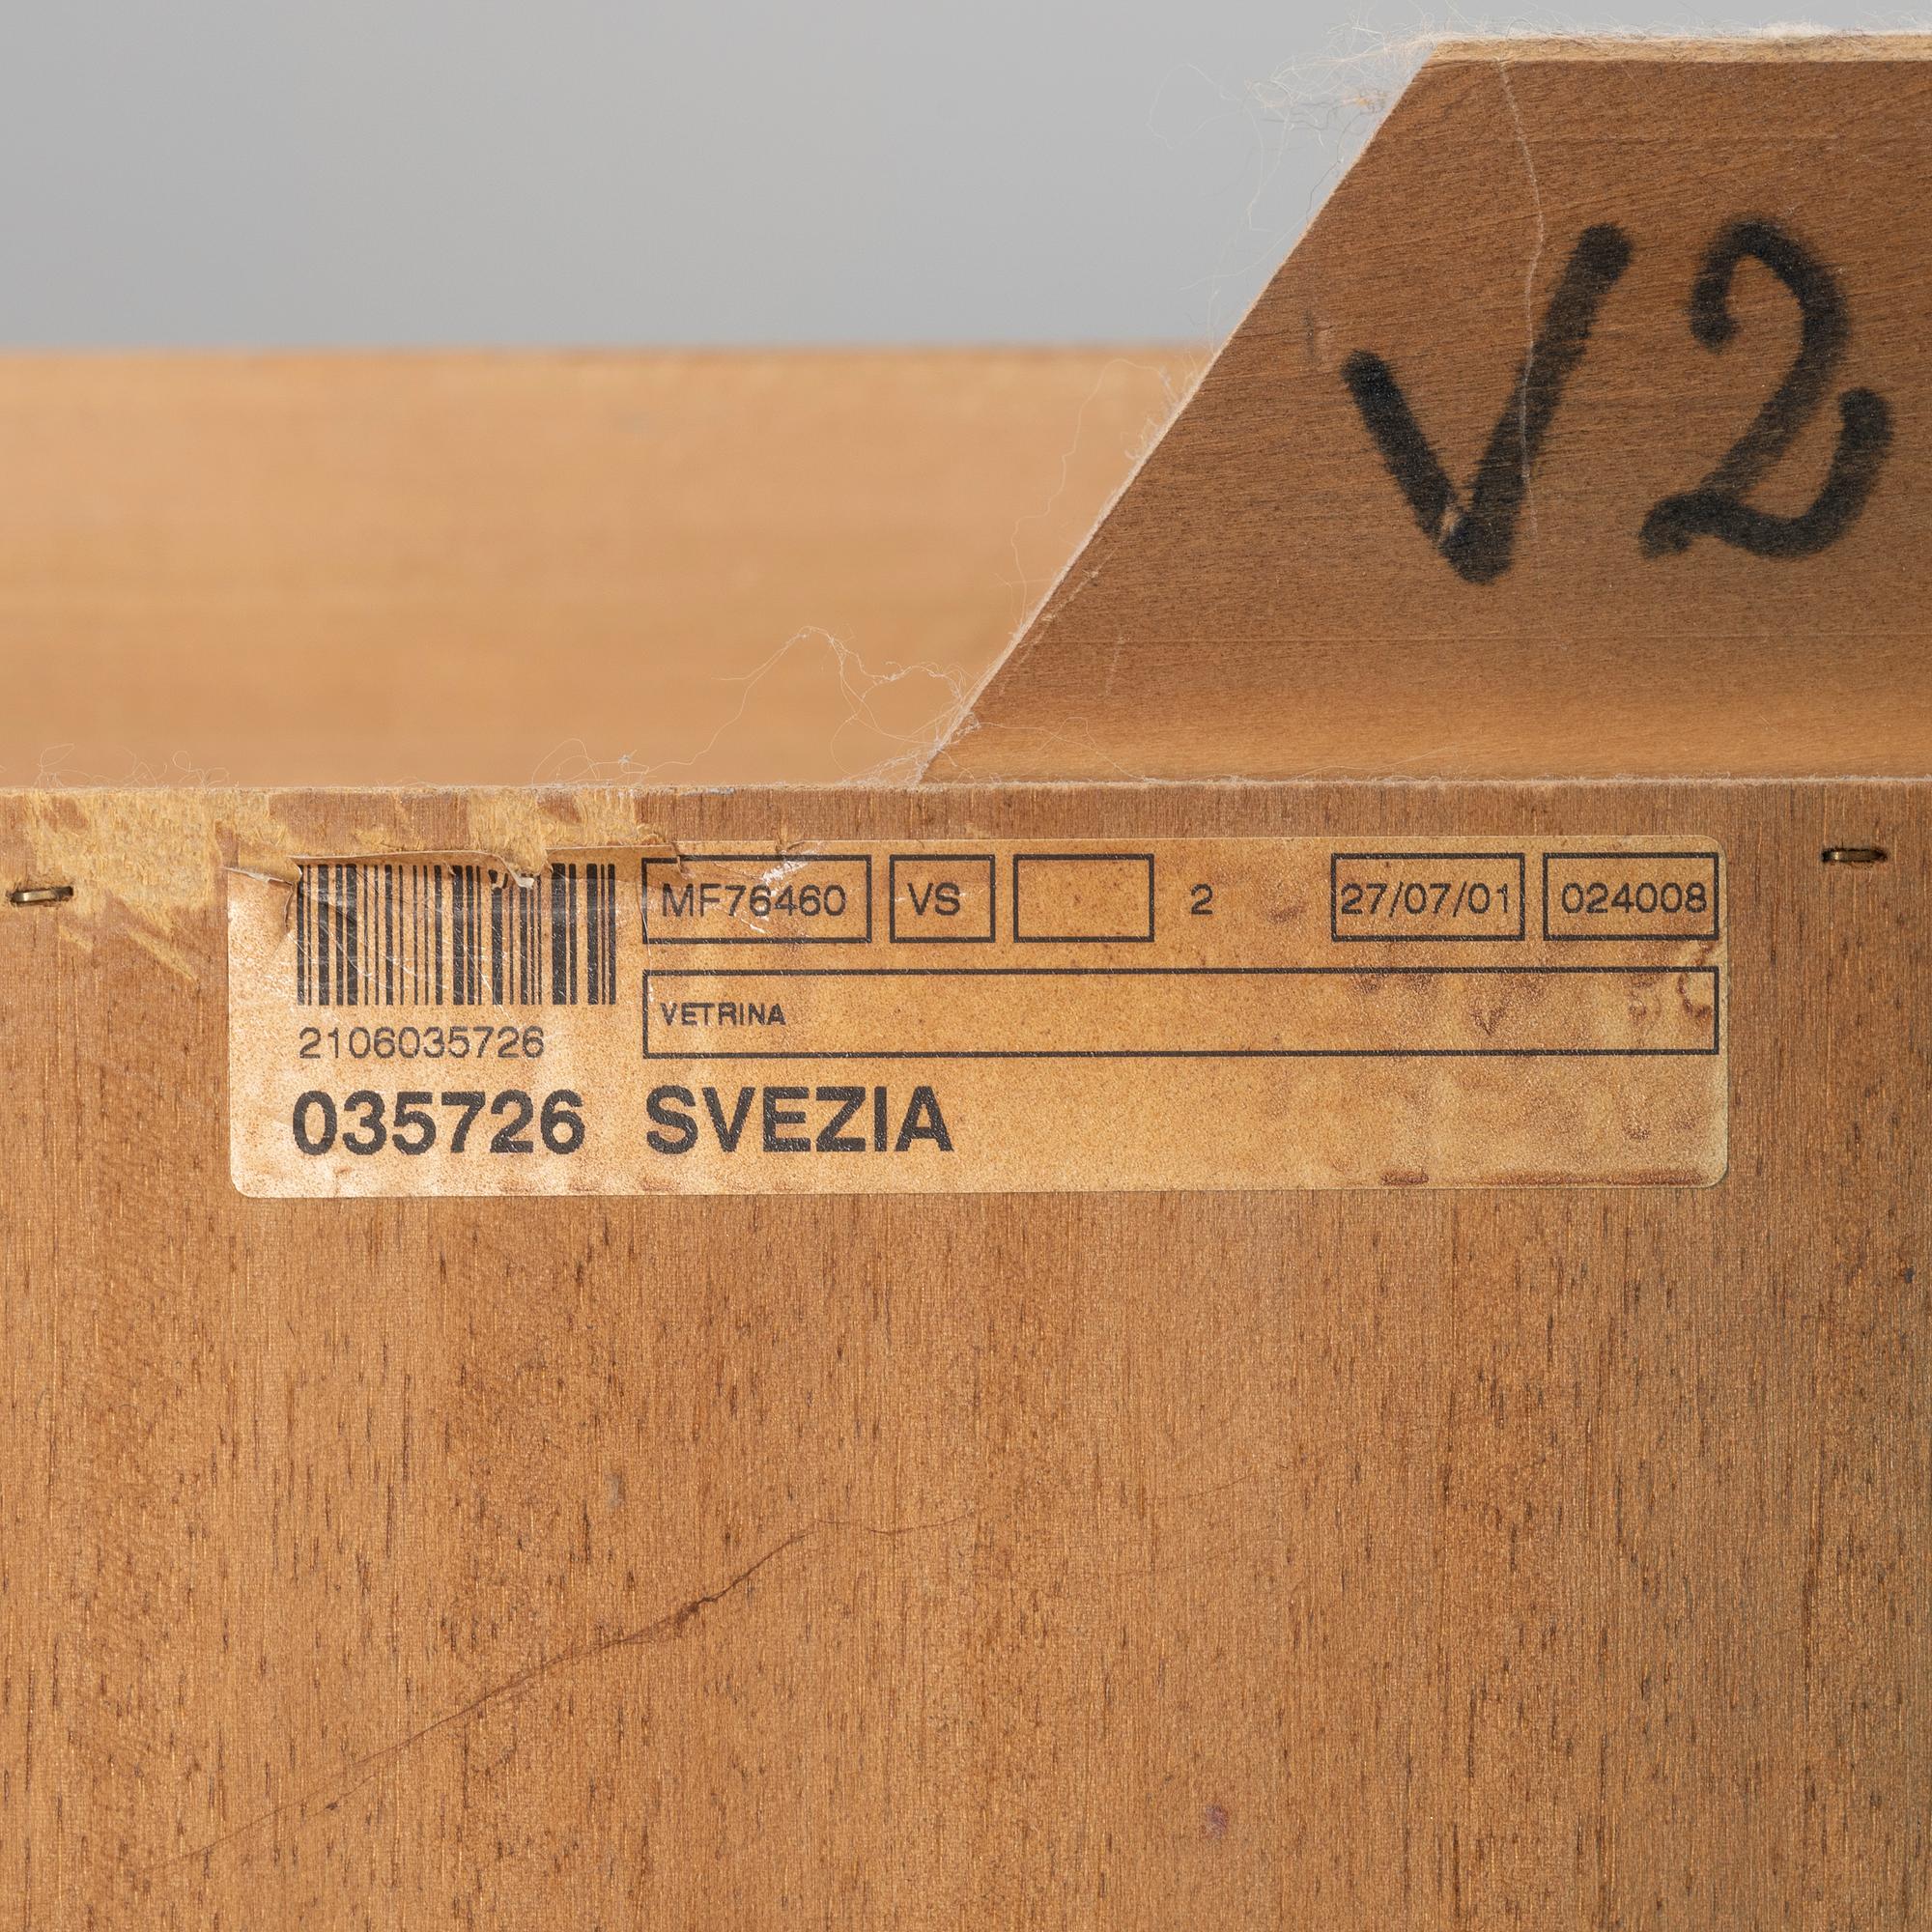 V2
MF76460 VS 2 27/07/01 024008
VETRINA
2106035726
035726 SVEZIA